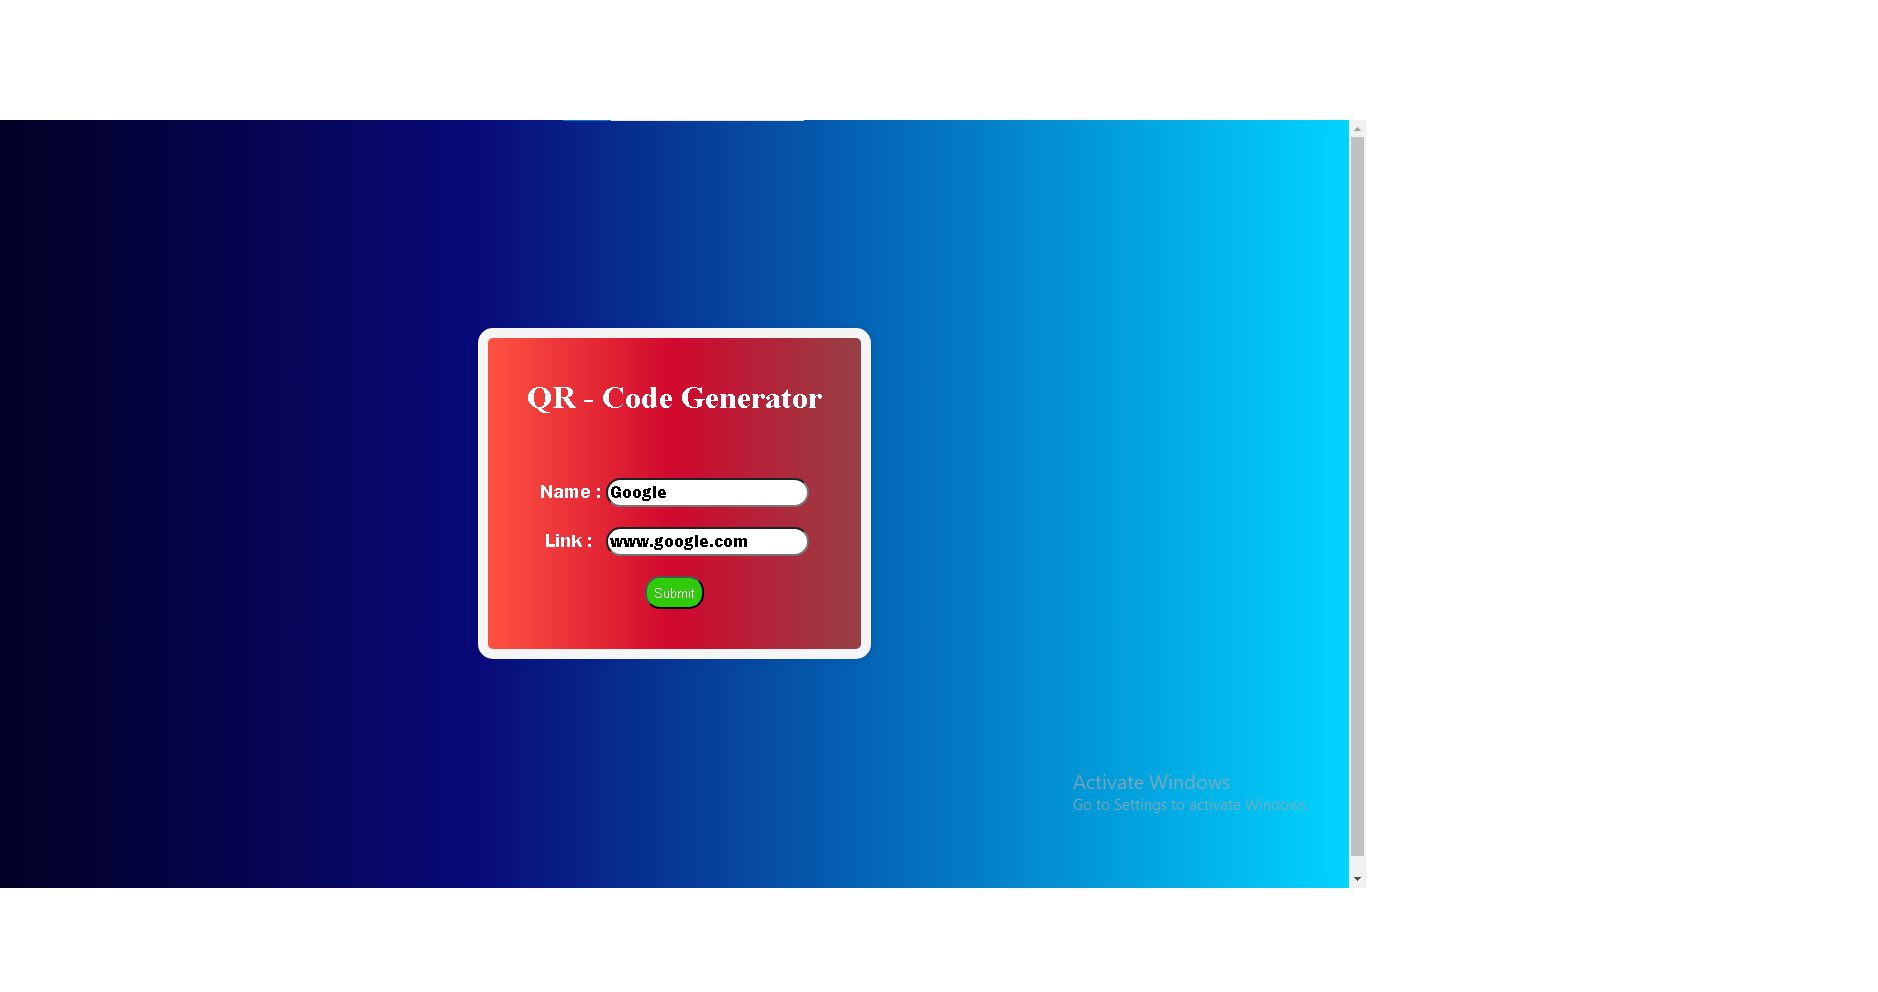 QR - Code Generator
Name : Google
Link : www.google.com
Submit
Activate Windows
Go to Settings to activate Windows.